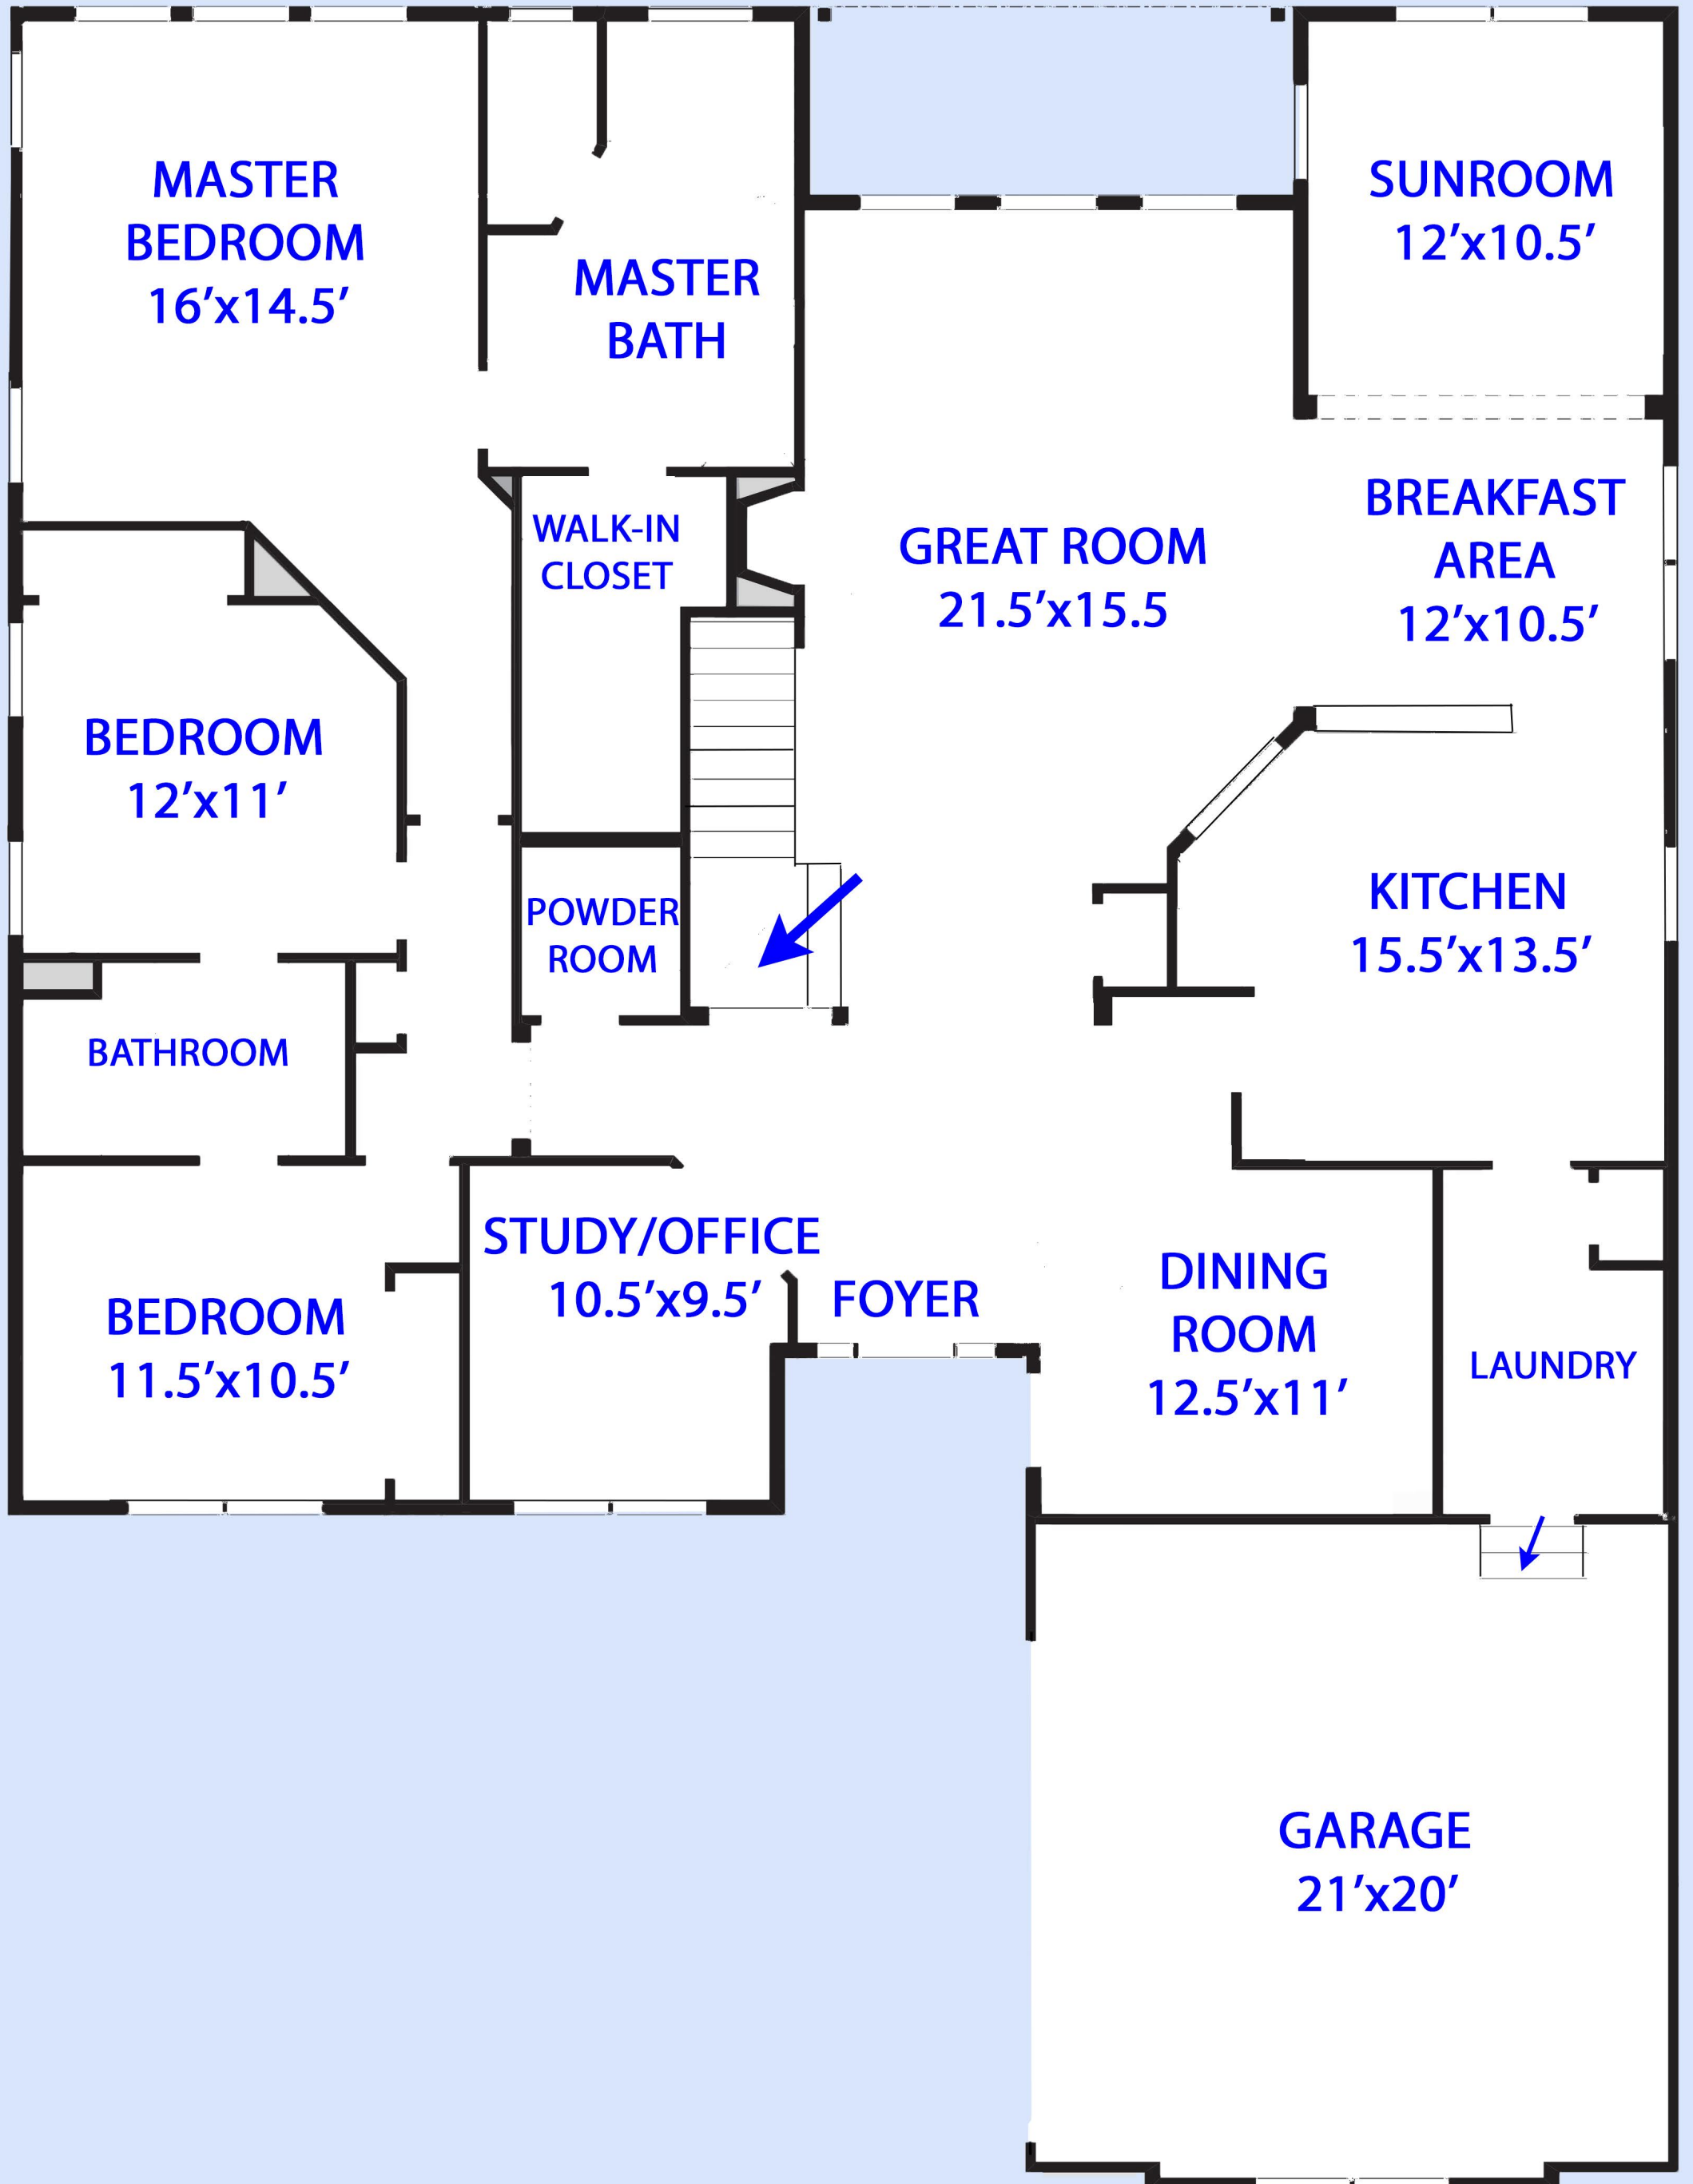 MASTER
BEDROOM
16′x14.5′
MASTER
BATH
SUNROOM
12′x10.5′
WALK-IN
CLOSET
GREAT ROOM
21.5′x15.5
BREAKFAST
AREA
12′x10.5′
BEDROOM
12′x11′
POWDER
ROOM
KITCHEN
15.5′x13.5′
BATHROOM
STUDY/OFFICE
10.5′x9.5′
FOYER
DINING
ROOM
12.5′x11′
BEDROOM
11.5′x10.5′
LAUNDRY
GARAGE
21′x20′